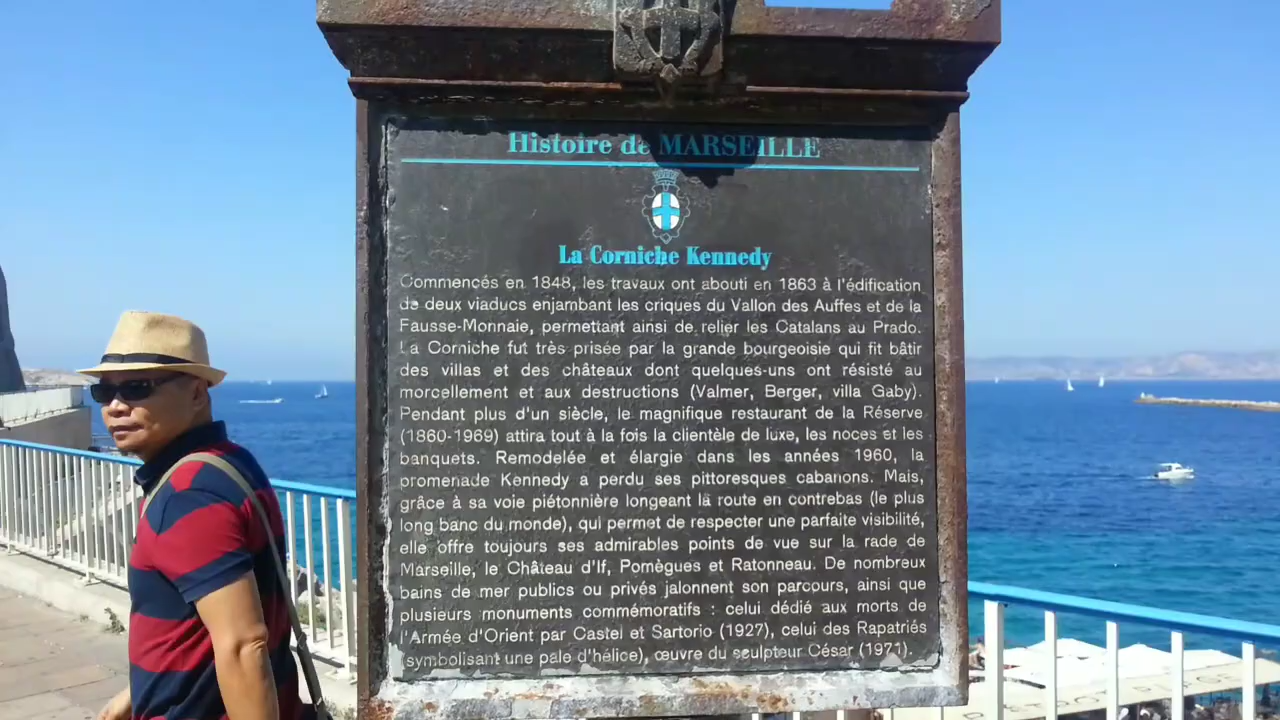 Histoire de MARSEILLE
La Corniche Kennedy
Commencés en 1848, les travaux ont abouti en 1863 à l'édification
de deux viaducs enjambant les criques du Vallon des Auffes et de la
Fausse-Monnaie, permettant ainsi de relier les Catalans au Prado.
La Corniche fut très prisée par la grande bourgeoisie qui fit bâtir
des villas et des châteaux dont quelques-uns ont résisté au
morcellement et aux destructions (Valmer, Berger, villa Gaby).
Pendant plus d'un siècle, le magnifique restaurant de la Réserve
(1860-1969) attira tout à la fois la clientèle de luxe, les noces et les
banquets. Remodelée et élargie dans les années 1960, la
promenade Kennedy a perdu ses pittoresques cabanons. Mais,
grâce à sa voie piétonnière longeant la route en contrebas (le plus
long banc du monde), qui permet de respecter une parfaite visibilité,
elle offre toujours ses admirables points de vue sur la rade de
Marseille, le Château d'If, Pomègues et Ratonneau. De nombreux
bains de mer publics ou privés jalonnent son parcours, ainsi que
plusieurs monuments commémoratifs : celui dédié aux morts de
l'Armée d'Orient par Castel et Sartorio (1927), celui des Rapatriés
(symbolisant une pale d'hélice), œuvre du sculpteur César (1971).